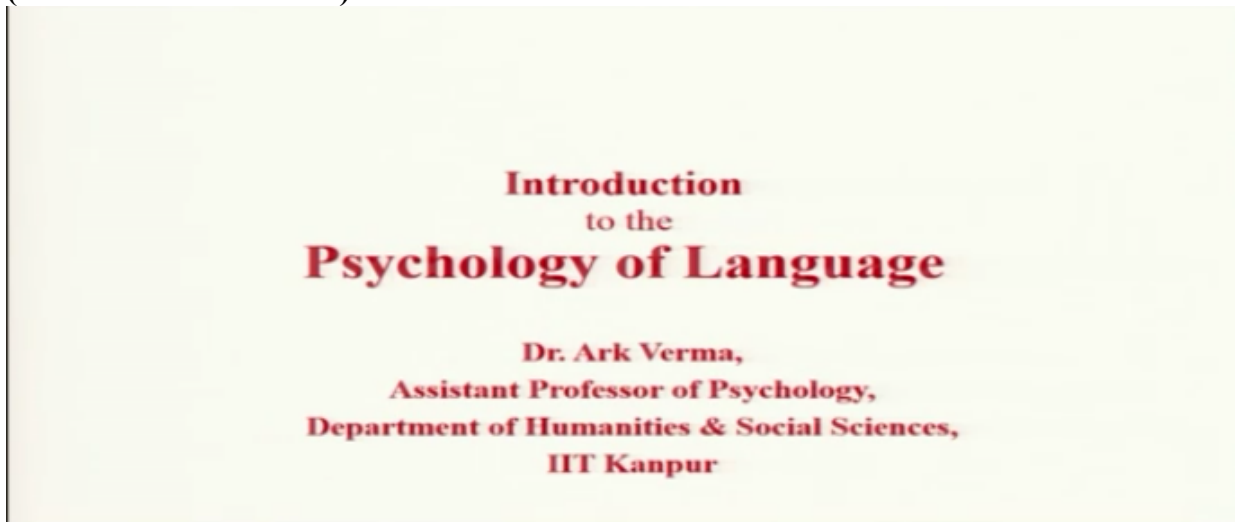 Introduction
to the
Psychology of Language
Dr. Ark Verma,
Assistant Professor of Psychology,
Department of Humanities & Social Sciences,
IIT Kanpur